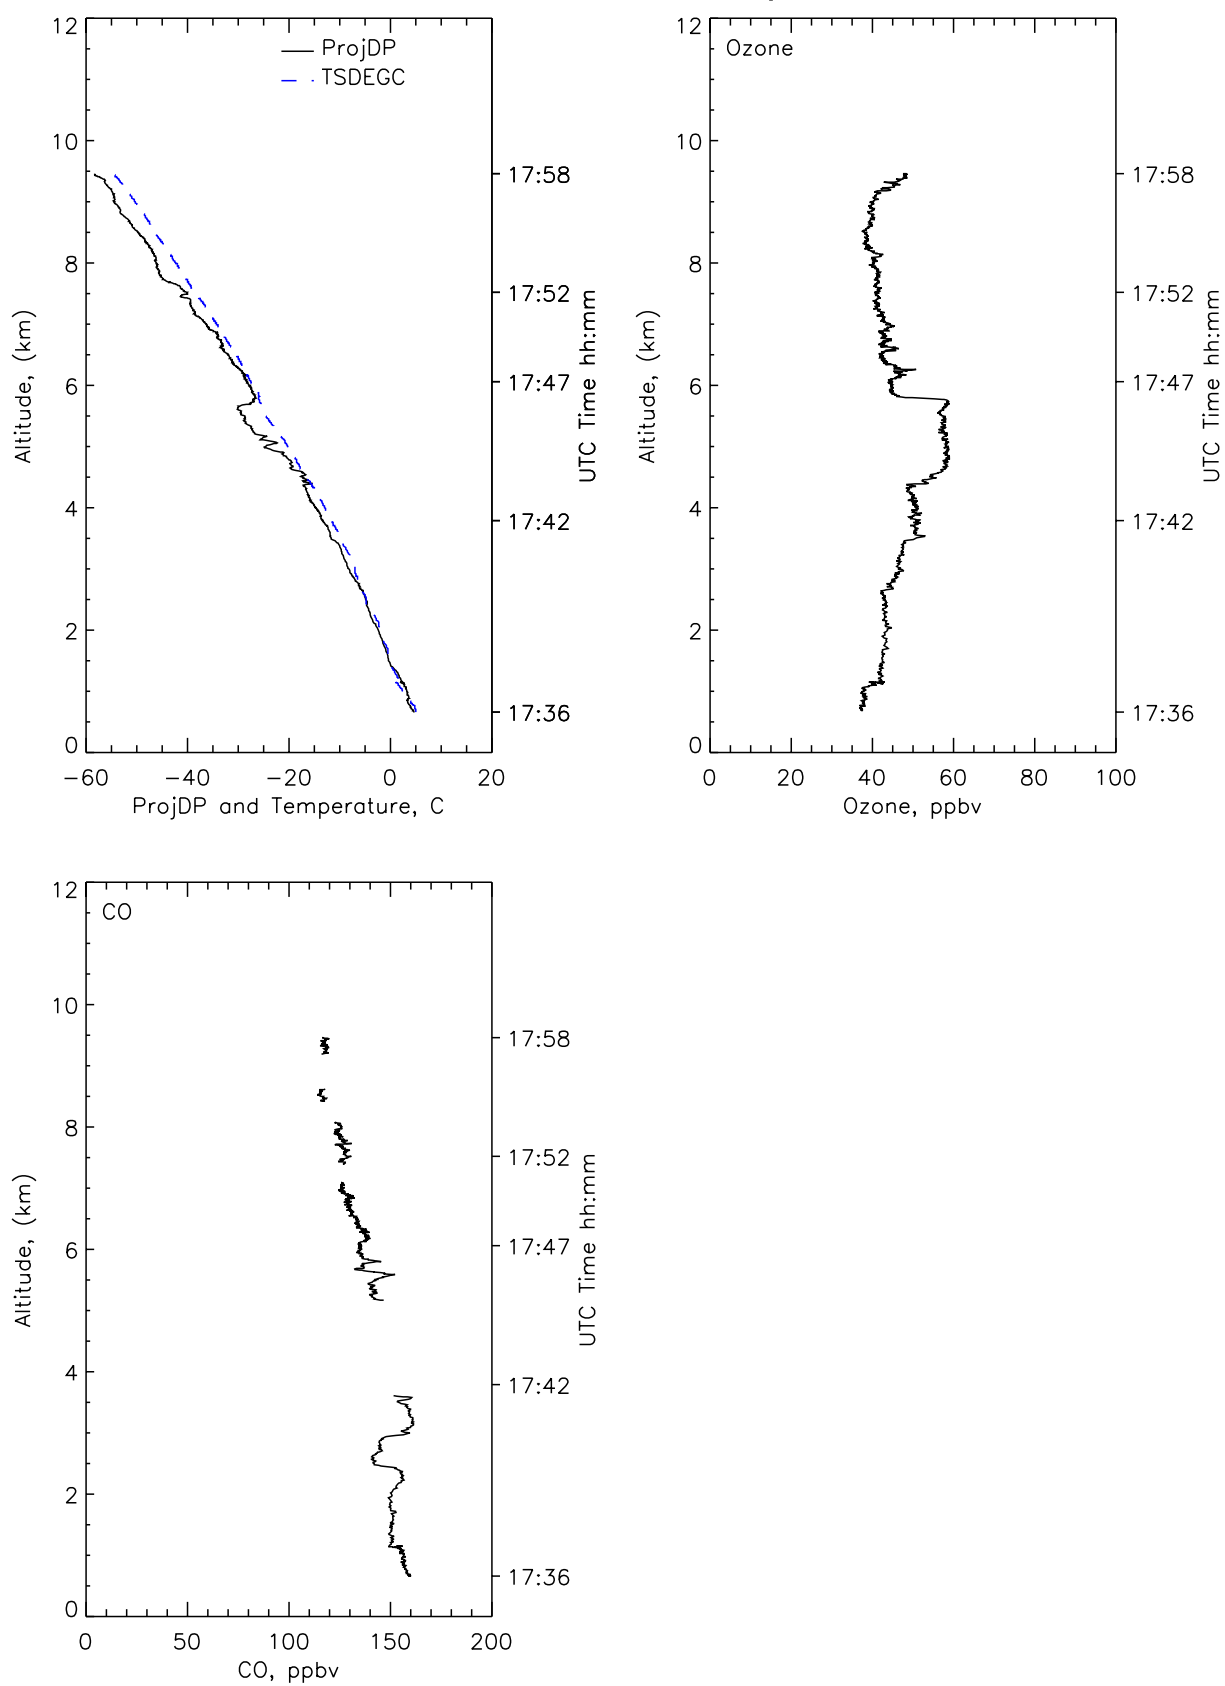 12
10
8
6
4
2
0
Altitude, (km)
ProjDP
TSDEGC
17:58
17:52
17:47
17:42
17:36
UTC Time hh:mm
−60 −40 −20 0 20
ProjDP and Temperature, C
12
10
8
6
4
2
0
Altitude, (km)
Ozone
17:58
17:52
17:47
17:42
17:36
UTC Time hh:mm
0 20 40 60 80 100
Ozone, ppbv
12
10
8
6
4
2
0
Altitude, (km)
CO
17:58
17:52
17:47
17:42
17:36
UTC Time hh:mm
0 50 100 150 200
CO, ppbv